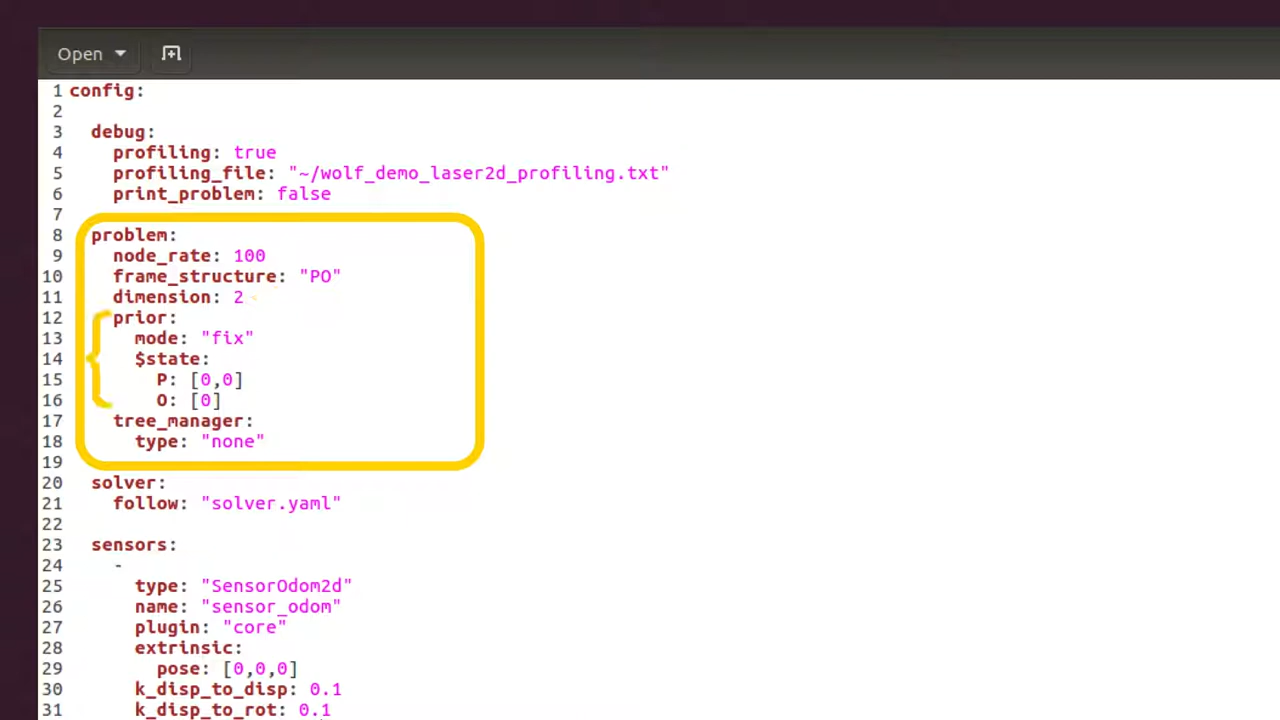 Open
1 config:
2
3 debug:
4 profiling: true
5 profiling_file: "~/wolf_demo_laser2d_profiling.txt"
6 print_problem: false
7
8 problem:
9 node_rate: 100
10 frame_structure: "PO"
11 dimension: 2
12 prior:
13 mode: "fix"
14 $state:
15 P: [0,0]
16 O: [0]
17 tree_manager:
18 type: "none"
19
20 solver:
21 follow: "solver.yaml"
22
23 sensors:
24 -
25 type: "SensorOdom2d"
26 name: "sensor_odom"
27 plugin: "core"
28 extrinsic:
29 pose: [0,0,0]
30 k_disp_to_disp: 0.1
31 k_disp_to_rot: 0.1